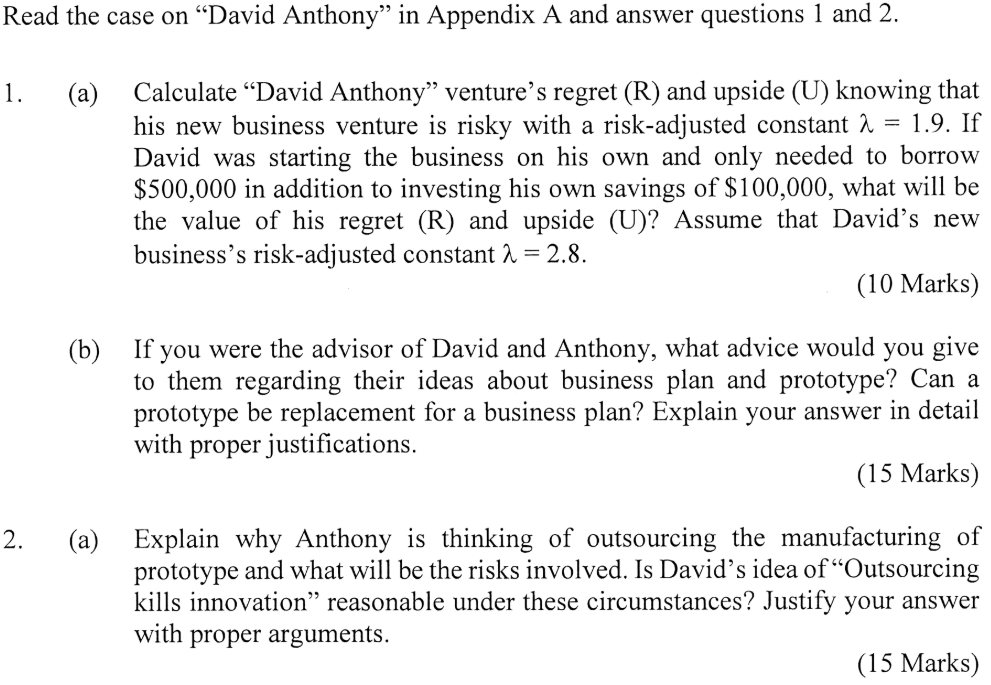 Read the case on “David Anthony” in Appendix A and answer questions 1 and 2.
1. (a) Calculate “David Anthony” venture’s regret (R) and upside (U) knowing that
his new business venture is risky with a risk-adjusted constant λ = 1.9. If
David was starting the business on his own and only needed to borrow
$500,000 in addition to investing his own savings of $100,000, what will be
the value of his regret (R) and upside (U)? Assume that David’s new
business’s risk-adjusted constant λ = 2.8.
(10 Marks)
(b) If you were the advisor of David and Anthony, what advice would you give
to them regarding their ideas about business plan and prototype? Can a
prototype be replacement for a business plan? Explain your answer in detail
with proper justifications.
(15 Marks)
2. (a) Explain why Anthony is thinking of outsourcing the manufacturing of
prototype and what will be the risks involved. Is David’s idea of “Outsourcing
kills innovation” reasonable under these circumstances? Justify your answer
with proper arguments.
(15 Marks)